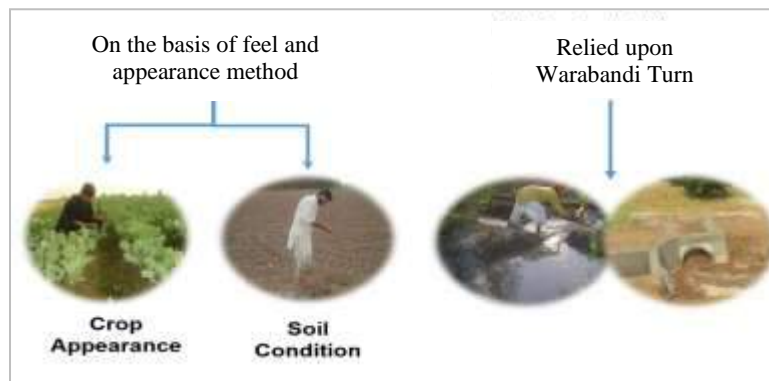 On the basis of feel and
appearance method
Relied upon
Warabandi Turn
Crop
Appearance
Soil
Condition